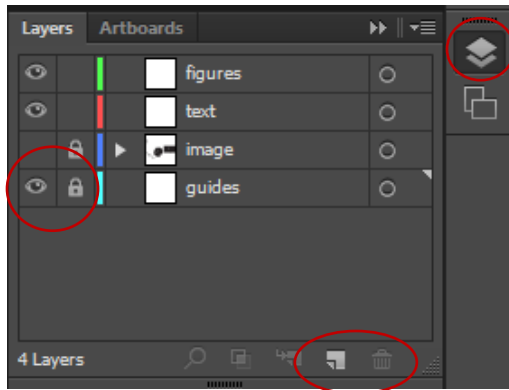 Layers Artboards
figures
text
image
guides
4 Layers